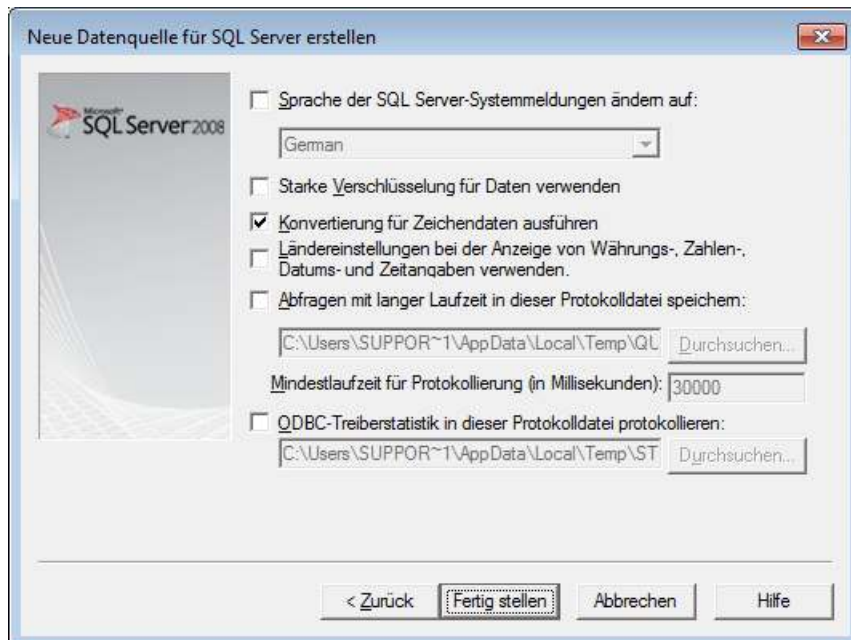 Neue Datenquelle für SQL Server erstellen
Microsoft
SQL Server 2008
Sprache der SQL Server-Systemmeldungen ändern auf:
German
Starke Verschlüsselung für Daten verwenden
Konvertierung für Zeichendaten ausführen
Ländereinstellungen bei der Anzeige von Währungs-, Zahlen-,
Datums- und Zeitangaben verwenden.
Abfragen mit langer Laufzeit in dieser Protokolldatei speichern:
C:\Users\SUPPOR~1\AppData\Local\Temp\QU
Durchsuchen...
Mindestlaufzeit für Protokollierung (in Millisekunden): 30000
ODBC-Treiberstatistik in dieser Protokolldatei protokollieren:
C:\Users\SUPPOR~1\AppData\Local\Temp\ST
Durchsuchen...
< Zurück
Fertig stellen
Abbrechen
Hilfe